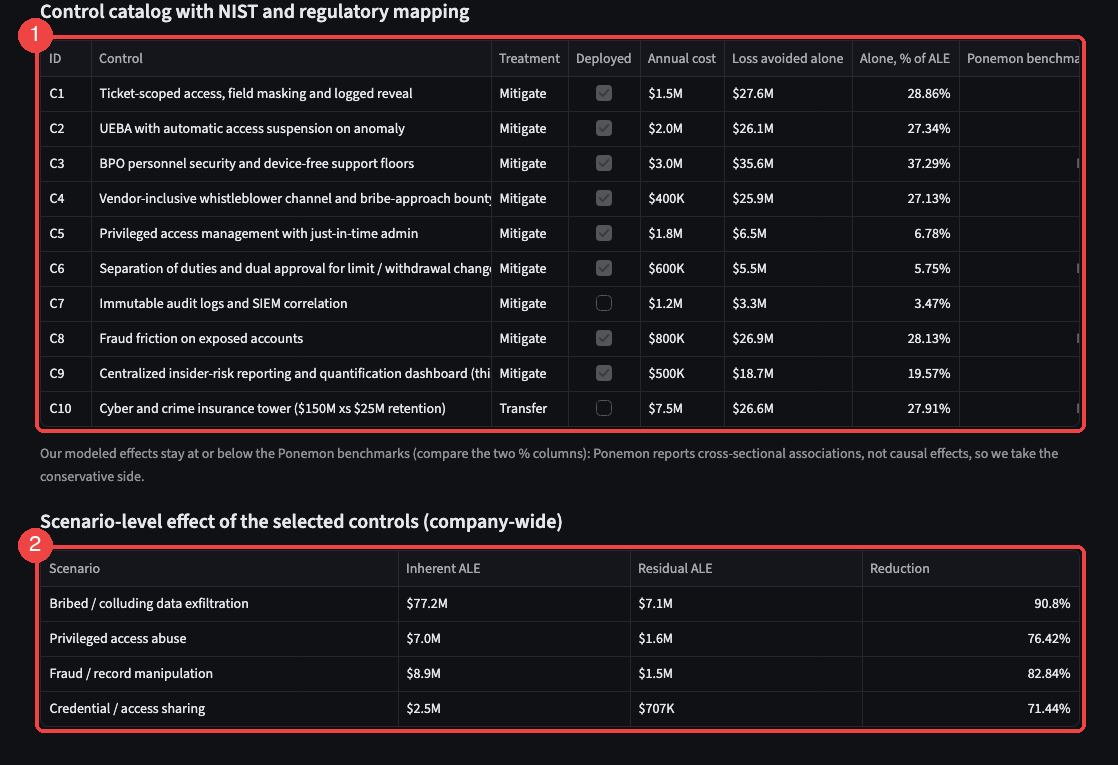 Control catalog with NIST and regulatory mapping
1
ID Control Treatment Deployed Annual cost Loss avoided alone Alone, % of ALE Ponemon benchma
C1 Ticket-scoped access, field masking and logged reveal Mitigate $1.5M $27.6M 28.86%
C2 UEBA with automatic access suspension on anomaly Mitigate $2.0M $26.1M 27.34%
C3 BPO personnel security and device-free support floors Mitigate $3.0M $35.6M 37.29%
C4 Vendor-inclusive whistleblower channel and bribe-approach bounty Mitigate $400K $25.9M 27.13%
C5 Privileged access management with just-in-time admin Mitigate $1.8M $6.5M 6.78%
C6 Separation of duties and dual approval for limit / withdrawal change Mitigate $600K $5.5M 5.75%
C7 Immutable audit logs and SIEM correlation Mitigate $1.2M $3.3M 3.47%
C8 Fraud friction on exposed accounts Mitigate $800K $26.9M 28.13%
C9 Centralized insider-risk reporting and quantification dashboard (thi Mitigate $500K $18.7M 19.57%
C10 Cyber and crime insurance tower ($150M xs $25M retention) Transfer $7.5M $26.6M 27.91%
Our modeled effects stay at or below the Ponemon benchmarks (compare the two % columns): Ponemon reports cross-sectional associations, not causal effects, so we take the
conservative side.
Scenario-level effect of the selected controls (company-wide)
2
Scenario Inherent ALE Residual ALE Reduction
Bribed / colluding data exfiltration $77.2M $7.1M 90.8%
Privileged access abuse $7.0M $1.6M 76.42%
Fraud / record manipulation $8.9M $1.5M 82.84%
Credential / access sharing $2.5M $707K 71.44%